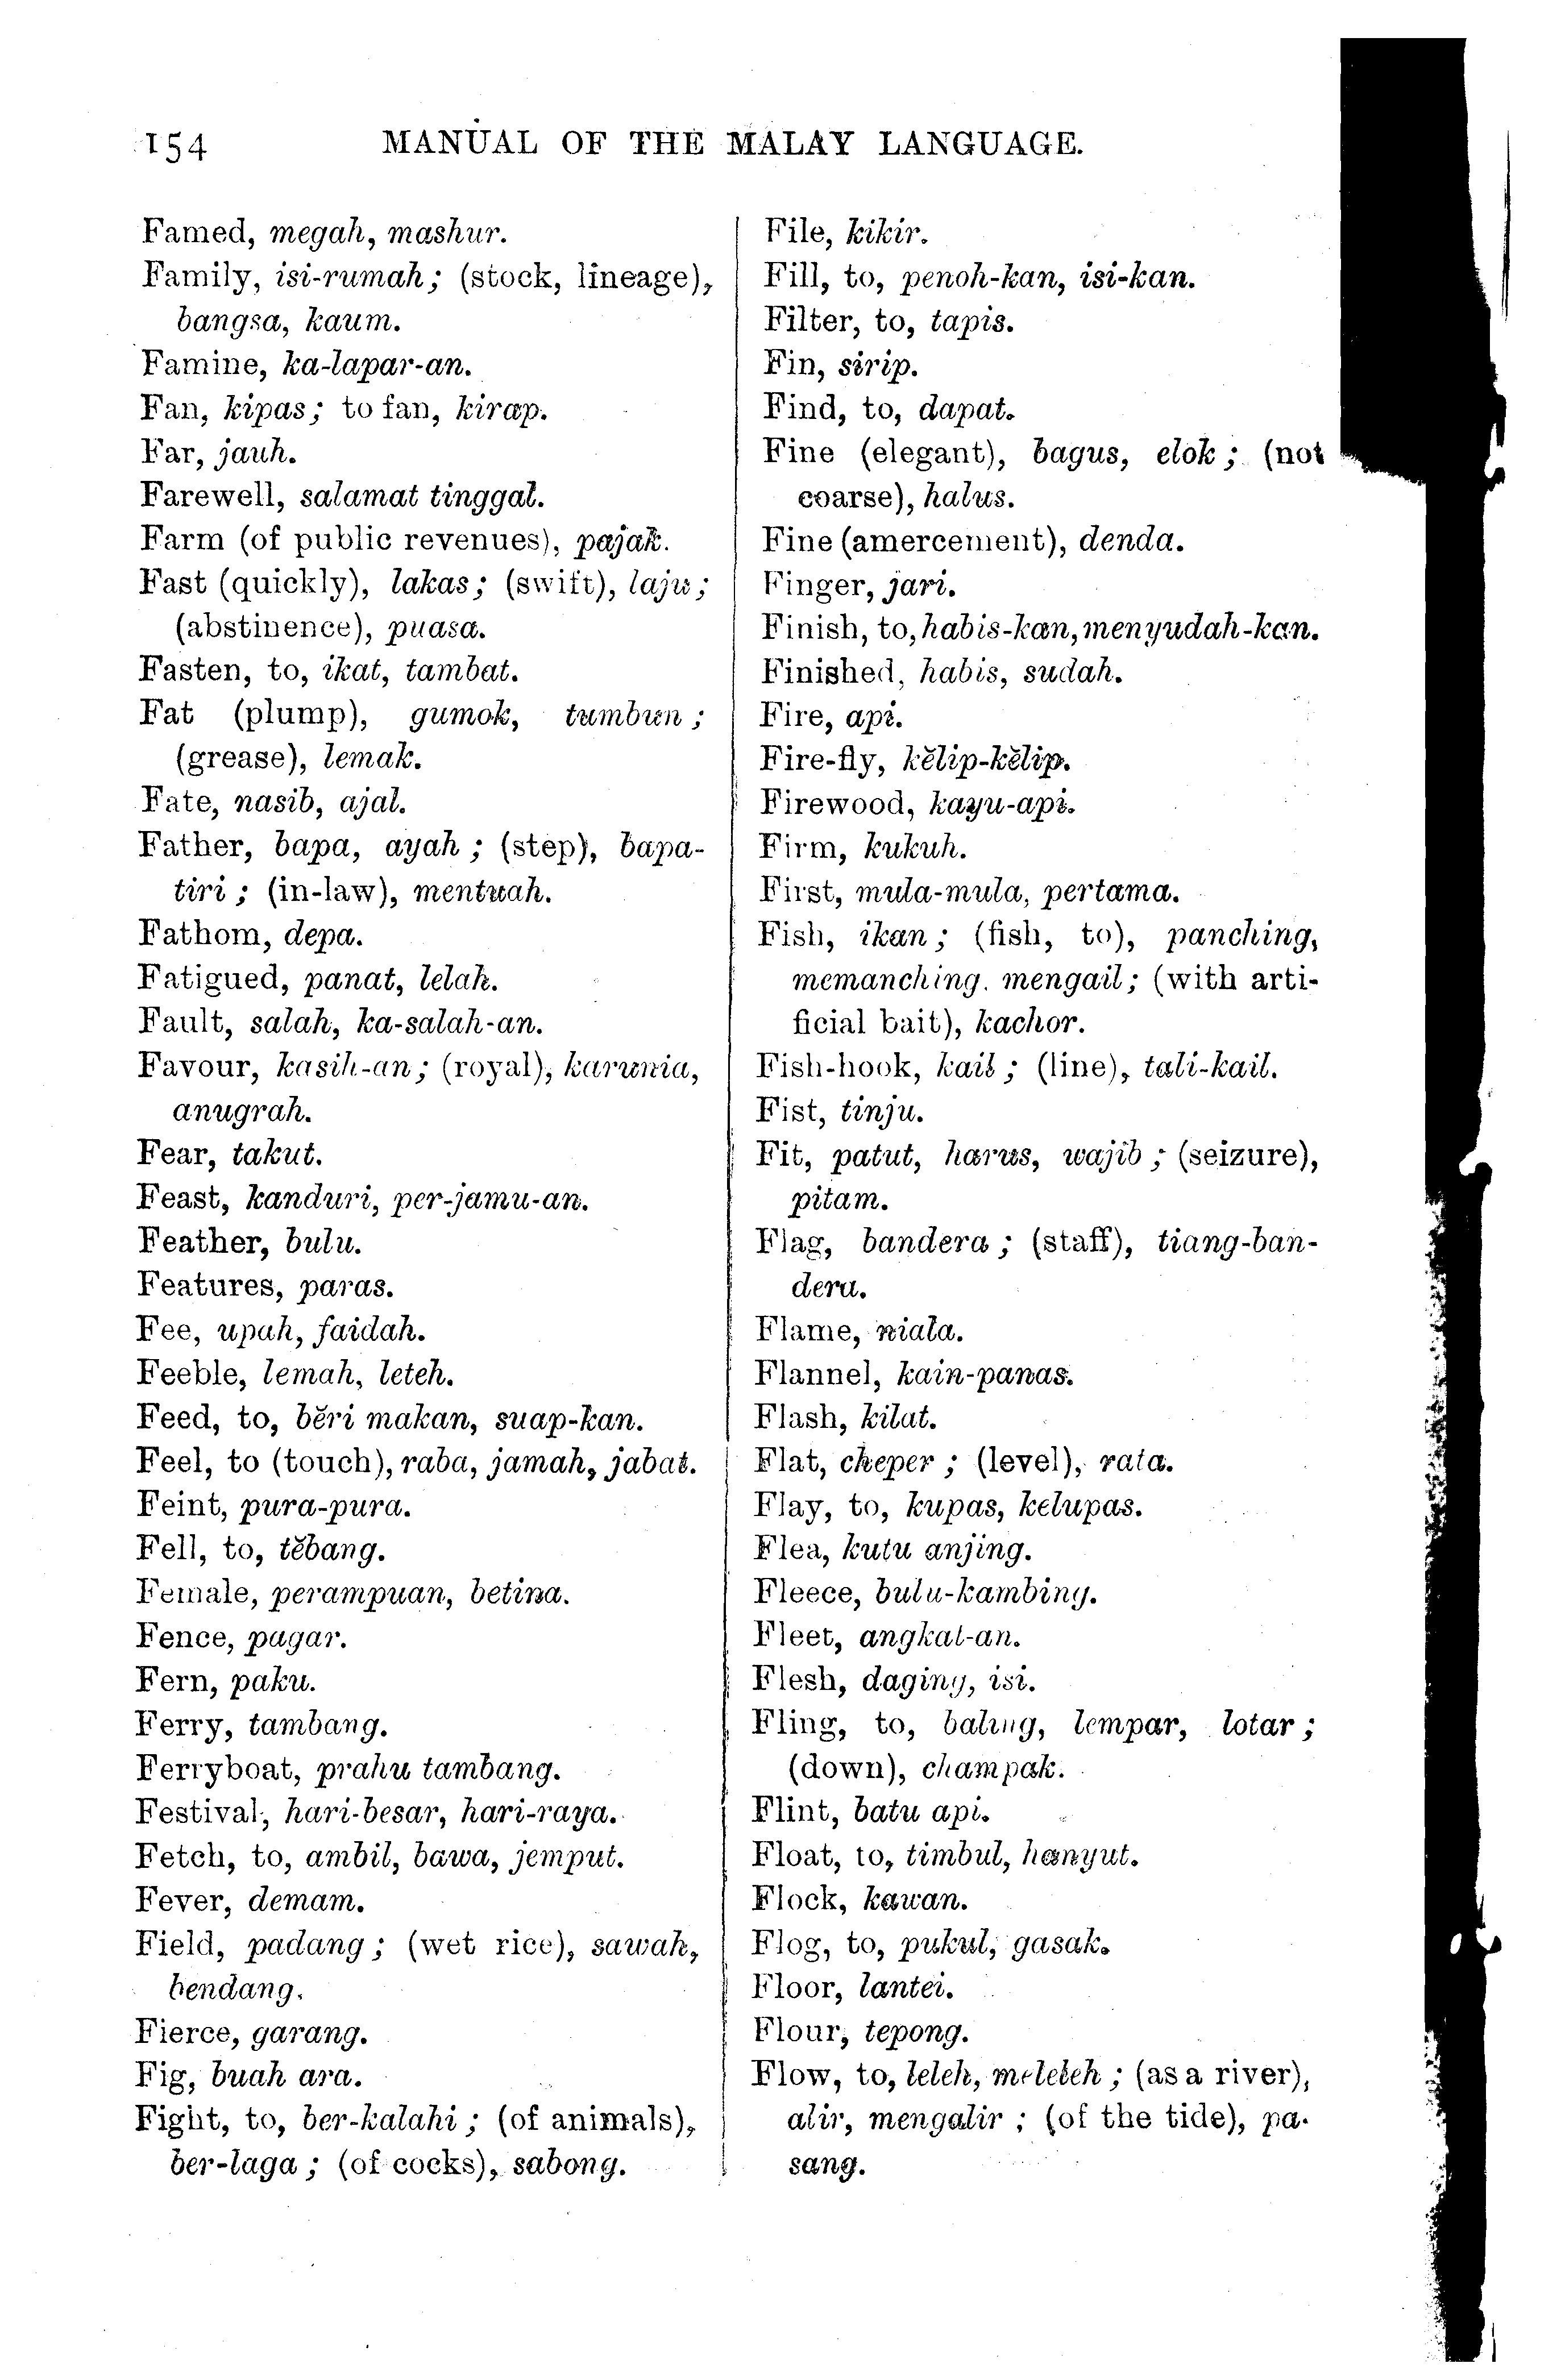 154 MANUAL OF THE MALAY LANGUAGE.
Famed, megah, mashur.
Family, isi-rumah; (stock, lineage),
bangsa, kaum.
Famine, ka-lapar-an.
Fan, kipas; to fan, kirap.
Far, jauh.
Farewell, salamat tinggal.
Farm (of public revenues), pajak.
Fast (quickly), lakas; (swift), laju;
(abstinence), puasa.
Fasten, to, ikat, tambat.
Fat (plump), gumok, tumbun;
(grease), lemak.
Fate, nasib, ajal.
Father, bapa, ayah; (step), bapa-
tiri; (in-law), mentuah.
Fathom, depa.
Fatigued, panat, lelah.
Fault, salah, ka-salah-an.
Favour, kasih-an; (royal), karunia,
anugrah.
Fear, takut.
Feast, kanduri, per-jamu-an.
Feather, bulu.
Features, paras.
Fee, upah, faidah.
Feeble, lemah, leteh.
Feed, to, běri makan, suap-kan.
Feel, to (touch), raba, jamah, jabat.
Feint, pura-pura.
Fell, to, těbang.
Female, perampuan, betina.
Fence, pagar.
Fern, paku.
Ferry, tambang.
Ferryboat, prahu tambang.
Festival, hari-besar, hari-raya.
Fetch, to, ambil, bawa, jemput.
Fever, demam.
Field, padang; (wet rice), sawah,
bendang.
Fierce, garang.
Fig, buah ara.
Fight, to, ber-kalahi; (of animals),
ber-laga; (of cocks), sabong.
File, kikir.
Fill, to, penoh-kan, isi-kan.
Filter, to, tapis.
Fin, sirip.
Find, to, dapat.
Fine (elegant), bagus, elok; (not
coarse), halus.
Fine (amercement), denda.
Finger, jari.
Finish, to, habis-kan, menyudah-kan.
Finished, habis, sudah.
Fire, api.
Fire-fly, kělip-kělip.
Firewood, kayu-api.
Firm, kukuh.
First, mula-mula, pertama.
Fish, ikan; (fish, to), panching,
memanching, mengail; (with arti-
ficial bait), kachor.
Fish-hook, kail; (line), tali-kail.
Fist, tinju.
Fit, patut, harus, wajib; (seizure),
pitam.
Flag, bandera; (staff), tiang-ban-
dera.
Flame, niala.
Flannel, kain-panas.
Flash, kilat.
Flat, cheper; (level), rata.
Flay, to, kupas, kelupas.
Flea, kutu anjing.
Fleece, bulu-kambing.
Fleet, angkat-an.
Flesh, daging, isi.
Fling, to, baling, lempar, lotar;
(down), champak.
Flint, batu api.
Float, to, timbul, hanyut.
Flock, kawan.
Flog, to, pukul, gasak.
Floor, lantei.
Flour, tepong.
Flow, to, leleh, meleleh; (as a river),
alir, mengalir; (of the tide), pa-
sang.